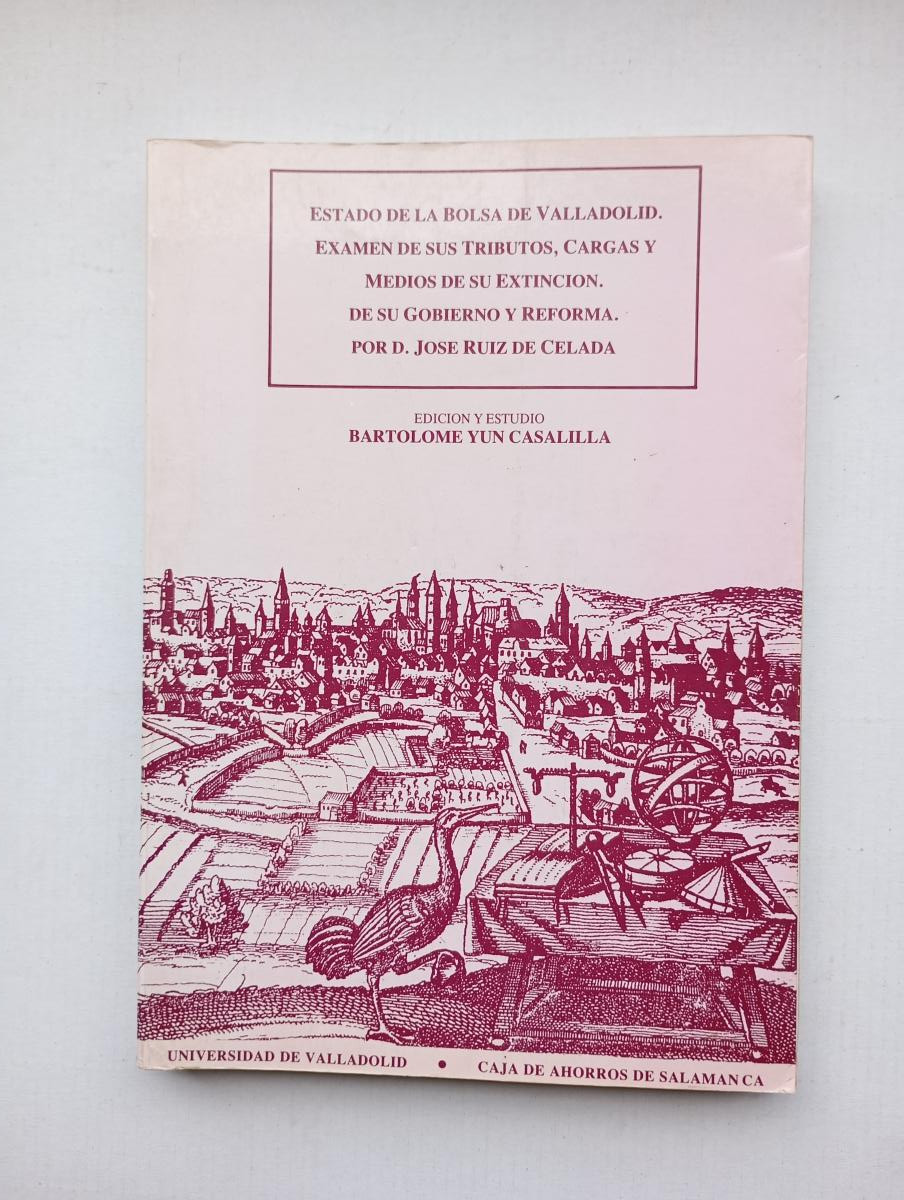 ESTADO DE LA BOLSA DE VALLADOLID.
EXAMEN DE SUS TRIBUTOS, CARGAS Y
MEDIOS DE SU EXTINCION.
DE SU GOBIERNO Y REFORMA.
POR D. JOSE RUIZ DE CELADA
EDICION Y ESTUDIO
BARTOLOME YUN CASALILLA
UNIVERSIDAD DE VALLADOLID • CAJA DE AHORROS DE SALAMANCA